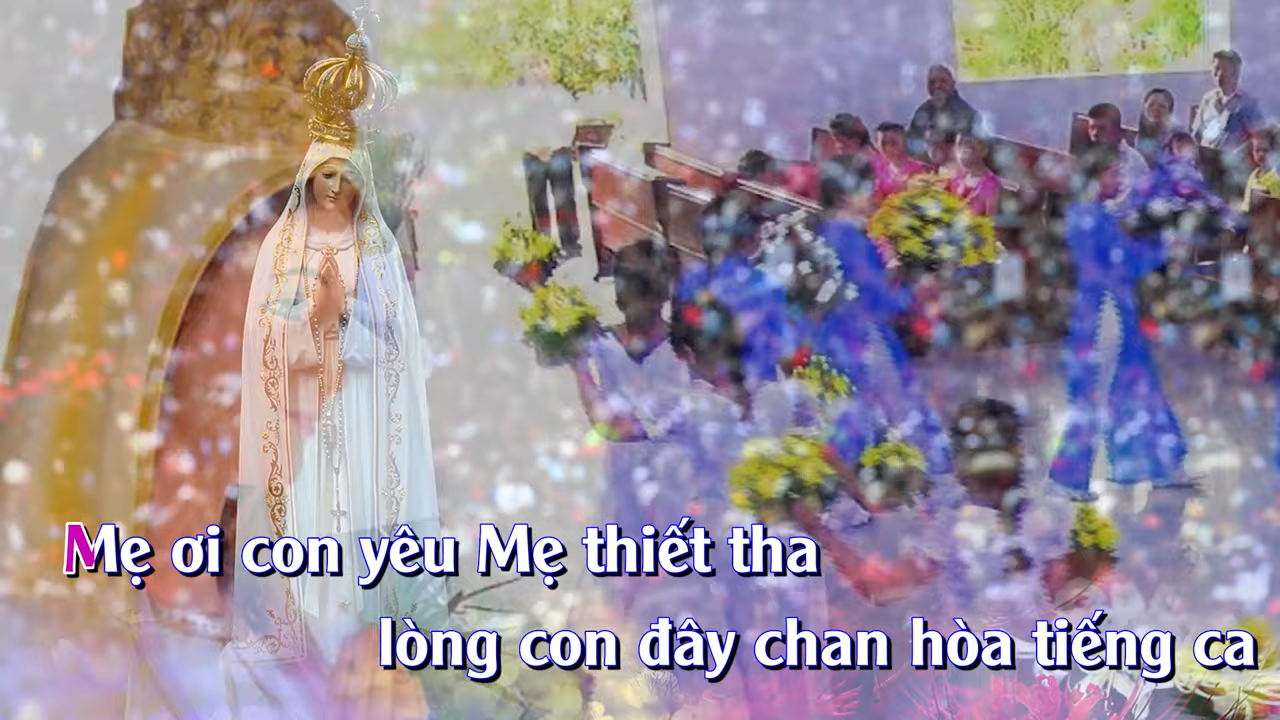 Mẹ ơi con yêu Mẹ thiết tha
lòng con đây chan hòa tiếng ca